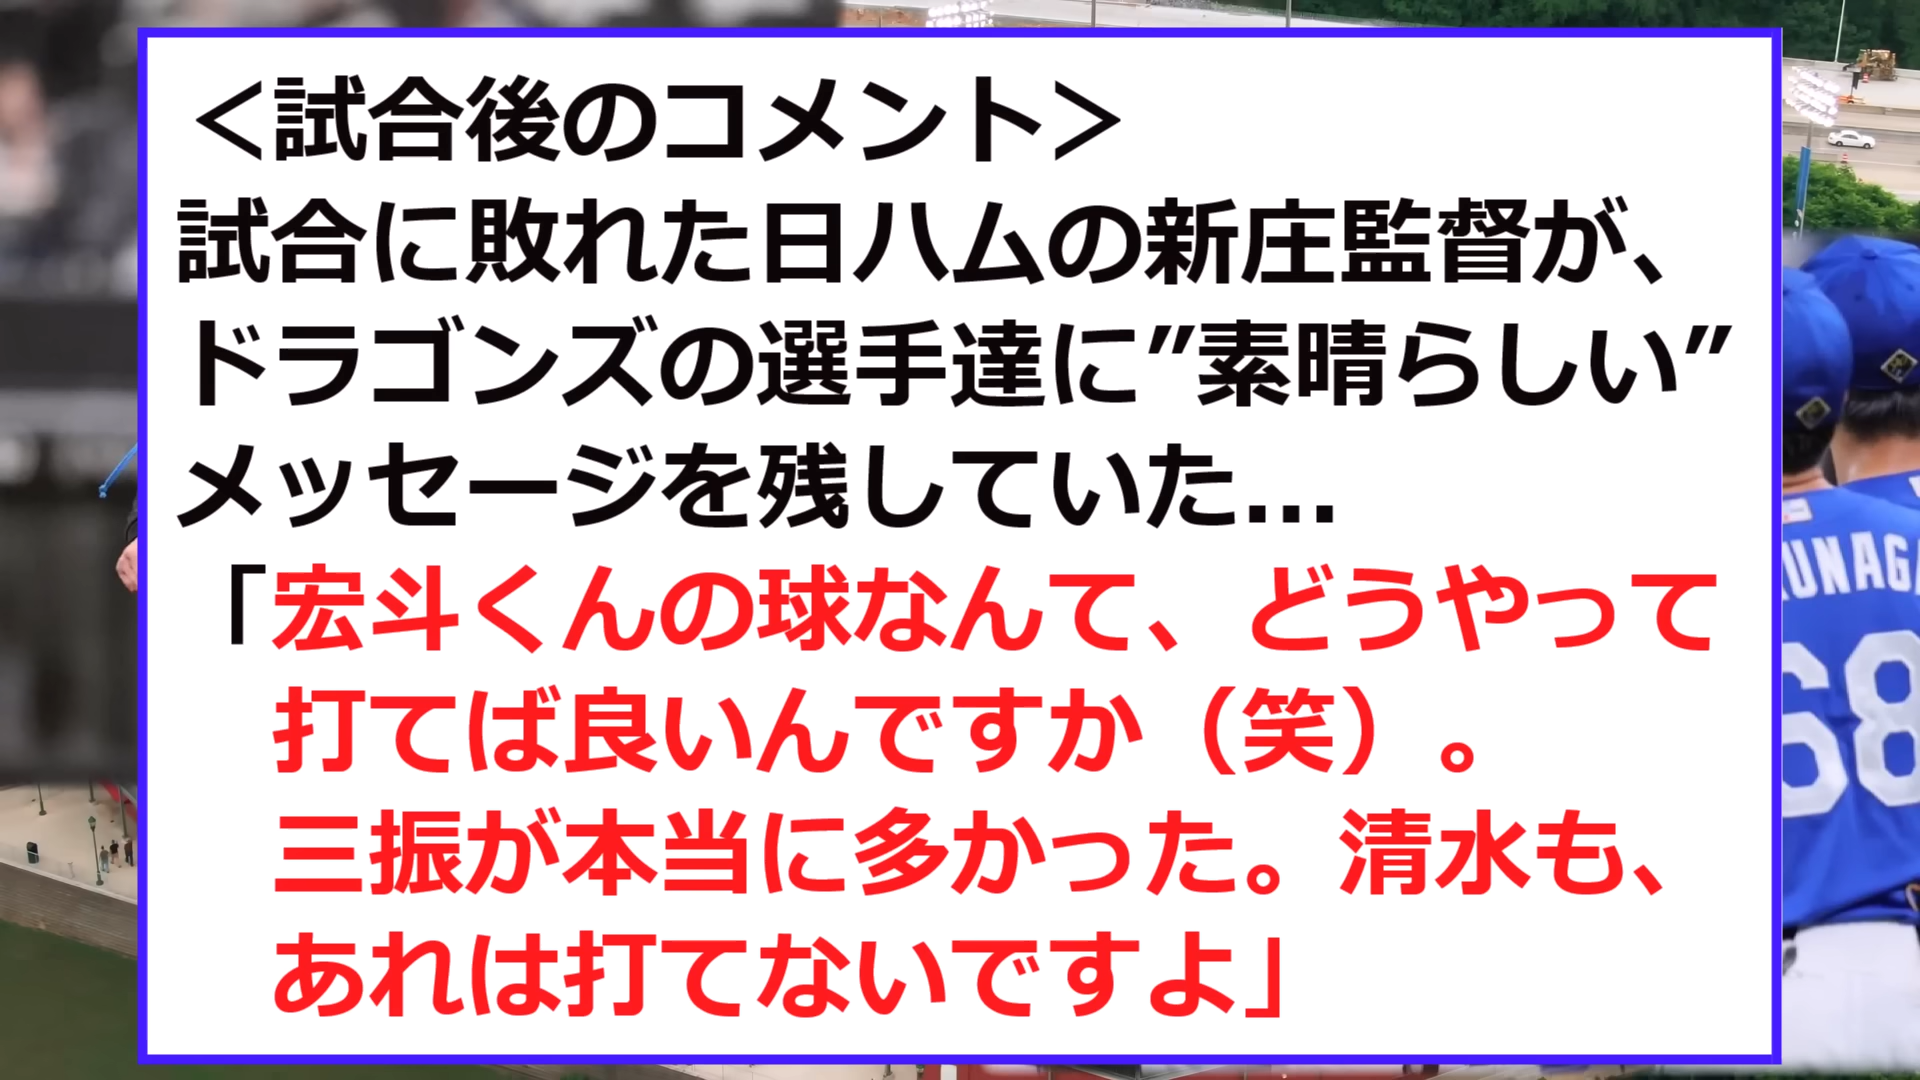 ＜試合後のコメント＞
試合に敗れた日ハムの新庄監督が、
ドラゴンズの選手達に”素晴らしい”
メッセージを残していた…
「宏斗くんの球なんて、どうやって
打てば良いんですか（笑）。
三振が本当に多かった。清水も、
あれは打てないですよ」
68